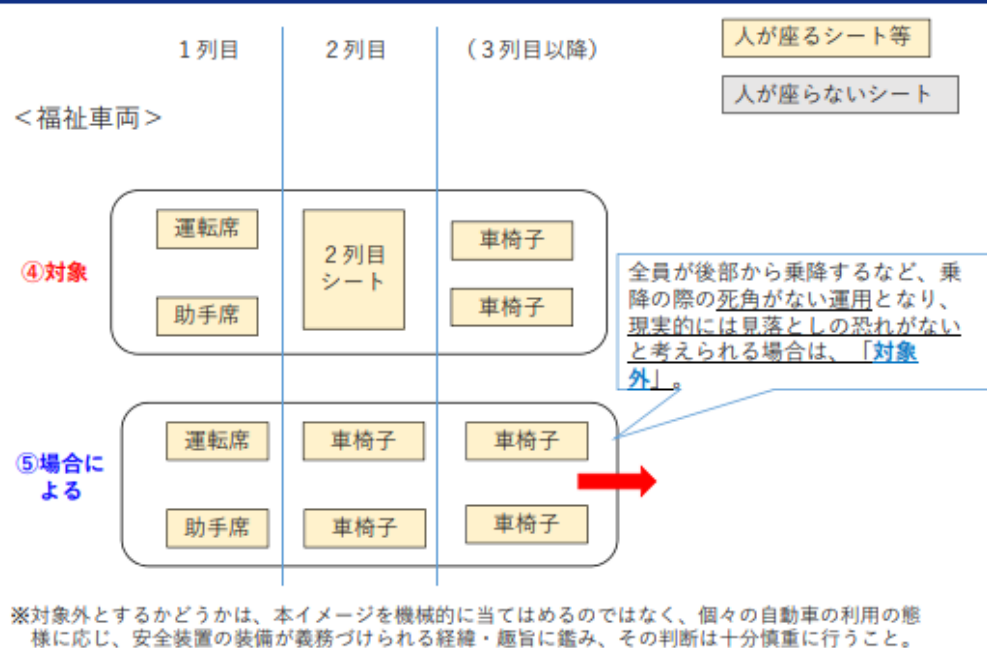 1列目
2列目
(3列目以降)
人が座るシート等
人が座らないシート
<福祉車両>
④対象
運転席
助手席
2列目
シート
車椅子
車椅子
全員が後部から乗降するなど、乗
降の際の死角がない運用となり、
現実的には見落としの恐れがない
と考えられる場合は、「対象
外」。
⑤場合に
よる
運転席
車椅子
車椅子
助手席
車椅子
車椅子
※対象外とするかどうかは、本イメージを機械的に当てはめるのではなく、個々の自動車の利用の態
様に応じ、安全装置の装備が義務づけられる経緯・趣旨に鑑み、その判断は十分慎重に行うこと。